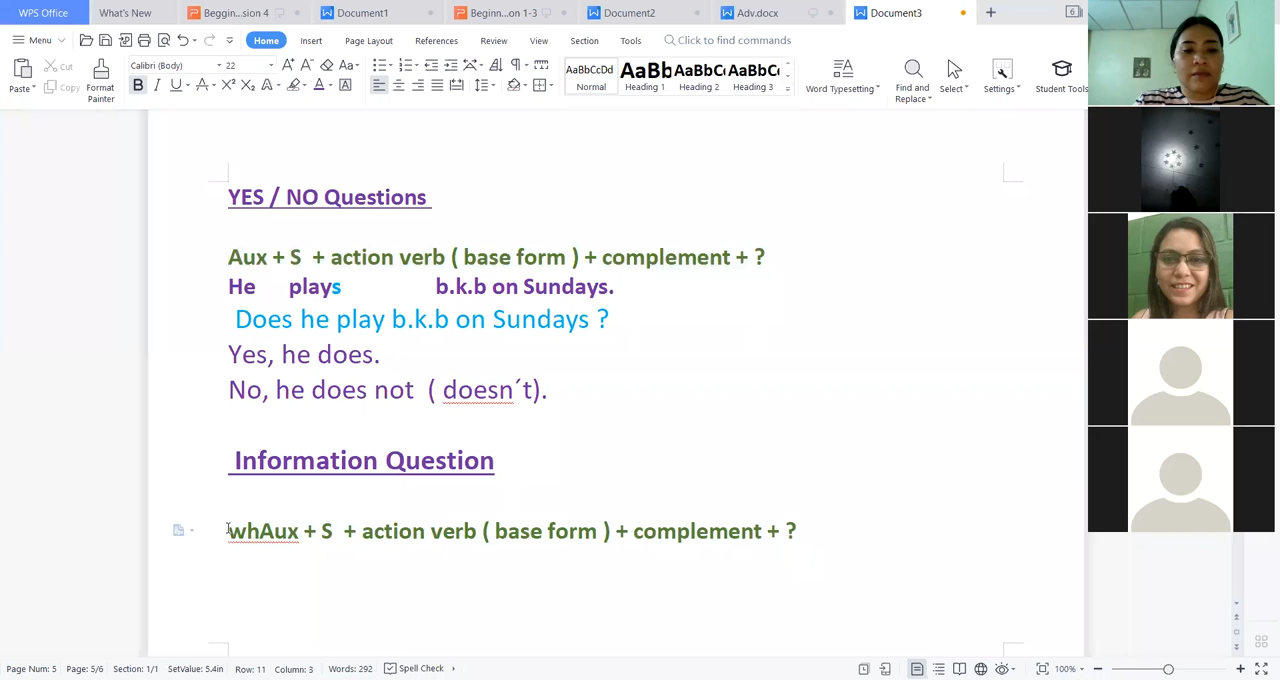 WPS Office What's New Beggin...sion 4 Document1 Beginn...on 1-3 Document2 Adv.docx Document3 + 6
Menu Home Insert Page Layout References Review View Section Tools Click to find commands
Paste Cut Copy Format Painter Calibri (Body) 22 AaBbCcDd Normal AaBb Heading 1 AaBbC Heading 2 AaBbC Heading 3 Word Typesetting Find and Replace Select Settings Student Tools
YES / NO Questions
Aux + S + action verb ( base form ) + complement + ?
He plays b.k.b on Sundays.
Does he play b.k.b on Sundays ?
Yes, he does.
No, he does not ( doesn´t).
Information Question
whAux + S + action verb ( base form ) + complement + ?
Page Num: 5 Page: 5/6 Section: 1/1 SetValue: 5.4in Row: 11 Column: 3 Words: 292 Spell Check 100%